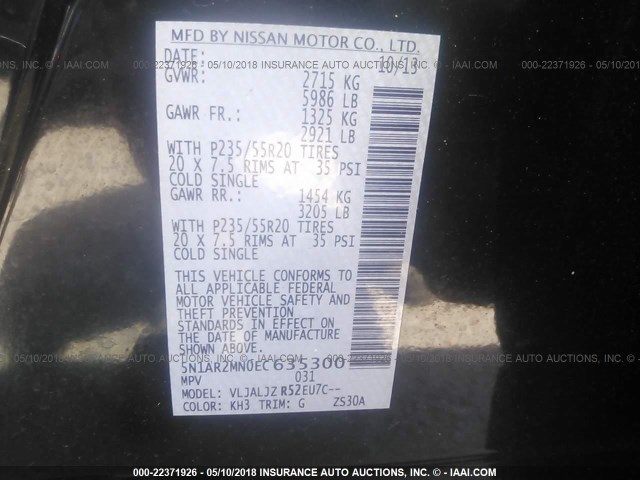 MFD BY NISSAN MOTOR CO., LTD.
DATE: 10/13
GVWR: 2715 KG
5986 LB
GAWR FR.: 1325 KG
2921 LB
WITH P235/55R20 TIRES
20 X 7.5 RIMS AT 35 PSI
COLD SINGLE
GAWR RR.: 1454 KG
3205 LB
WITH P235/55R20 TIRES
20 X 7.5 RIMS AT 35 PSI
COLD SINGLE
THIS VEHICLE CONFORMS TO
ALL APPLICABLE FEDERAL
MOTOR VEHICLE SAFETY AND
THEFT PREVENTION
STANDARDS IN EFFECT ON
THE DATE OF MANUFACTURE
SHOWN ABOVE.
5N1AR2MN0EC635300
MPV 031
MODEL: VLJALJZ R52EU7C--
COLOR: KH3 TRIM: G ZS30A
000-22371926 - 05/10/2018 INSURANCE AUTO AUCTIONS, INC. © - IAAI.COM